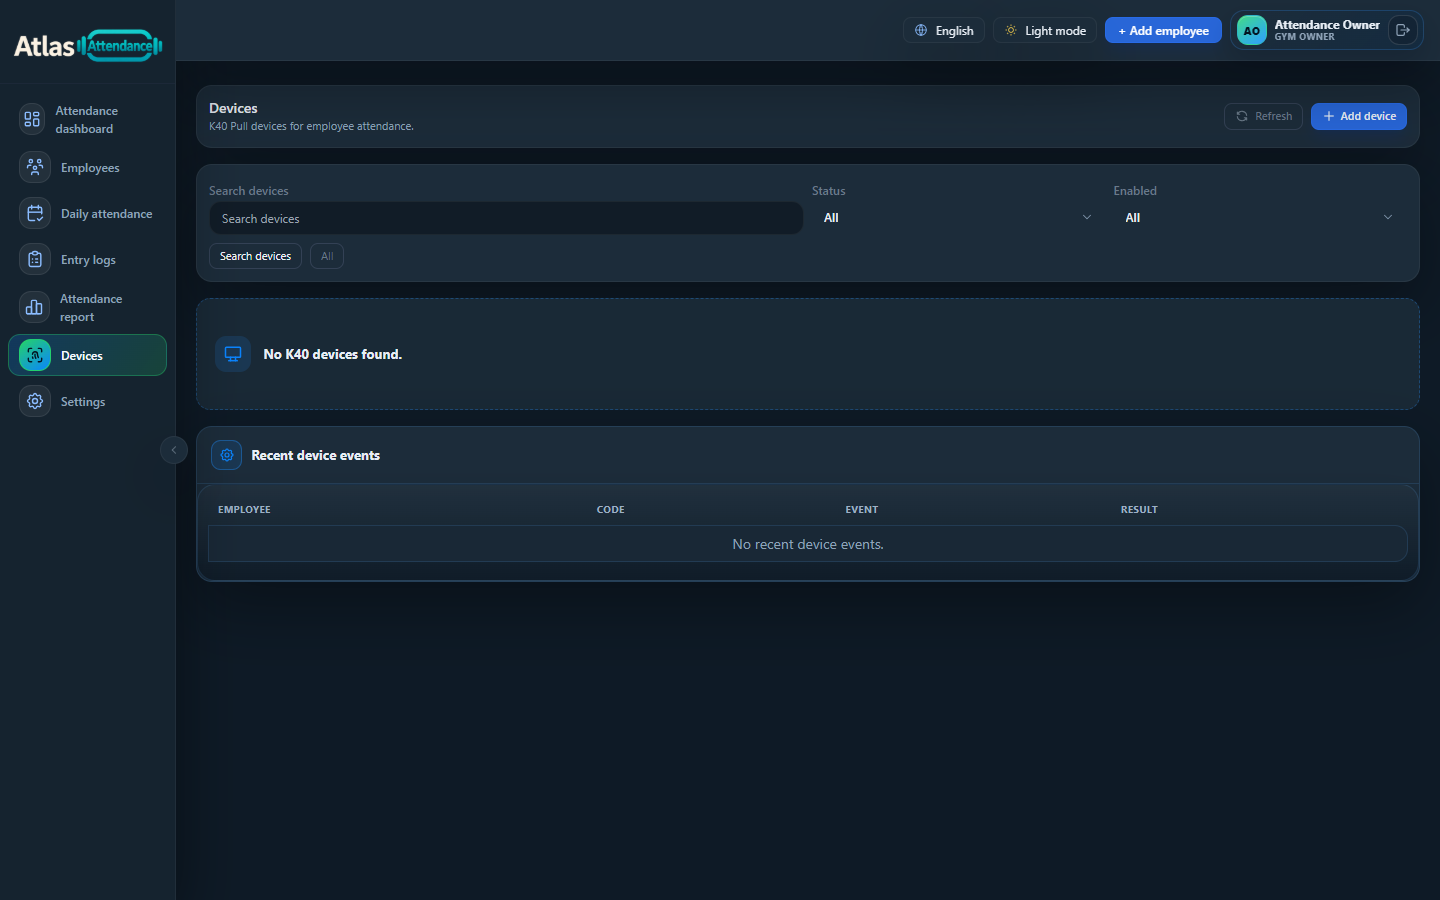 Atlas Attendance
English
Light mode
+ Add employee
AO
Attendance Owner
GYM OWNER
Attendance
dashboard
Employees
Daily attendance
Entry logs
Attendance
report
Devices
Settings
Devices
K40 Pull devices for employee attendance.
Refresh
Add device
Search devices
Status
Enabled
Search devices
All
All
Search devices
All
No K40 devices found.
Recent device events
EMPLOYEE
CODE
EVENT
RESULT
No recent device events.